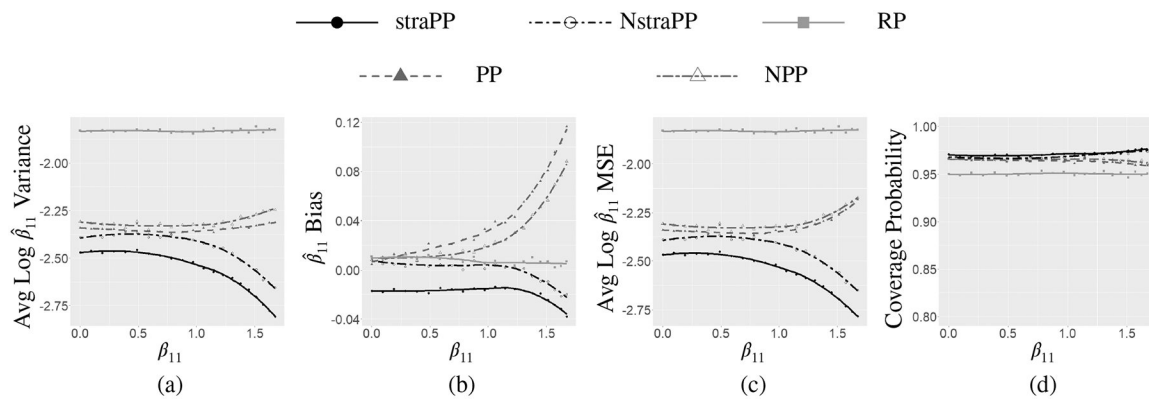 straPP NstraPP RP
PP NPP
Avg Log β̂₁₁ Variance
-2.00
-2.25
-2.50
-2.75
0.0 0.5 1.0 1.5
β₁₁
(a)
β̂₁₁ Bias
0.12
0.08
0.04
0.00
-0.04
0.0 0.5 1.0 1.5
β₁₁
(b)
Avg Log β̂₁₁ MSE
-2.00
-2.25
-2.50
-2.75
0.0 0.5 1.0 1.5
β₁₁
(c)
Coverage Probability
1.00
0.95
0.90
0.85
0.80
0.0 0.5 1.0 1.5
β₁₁
(d)